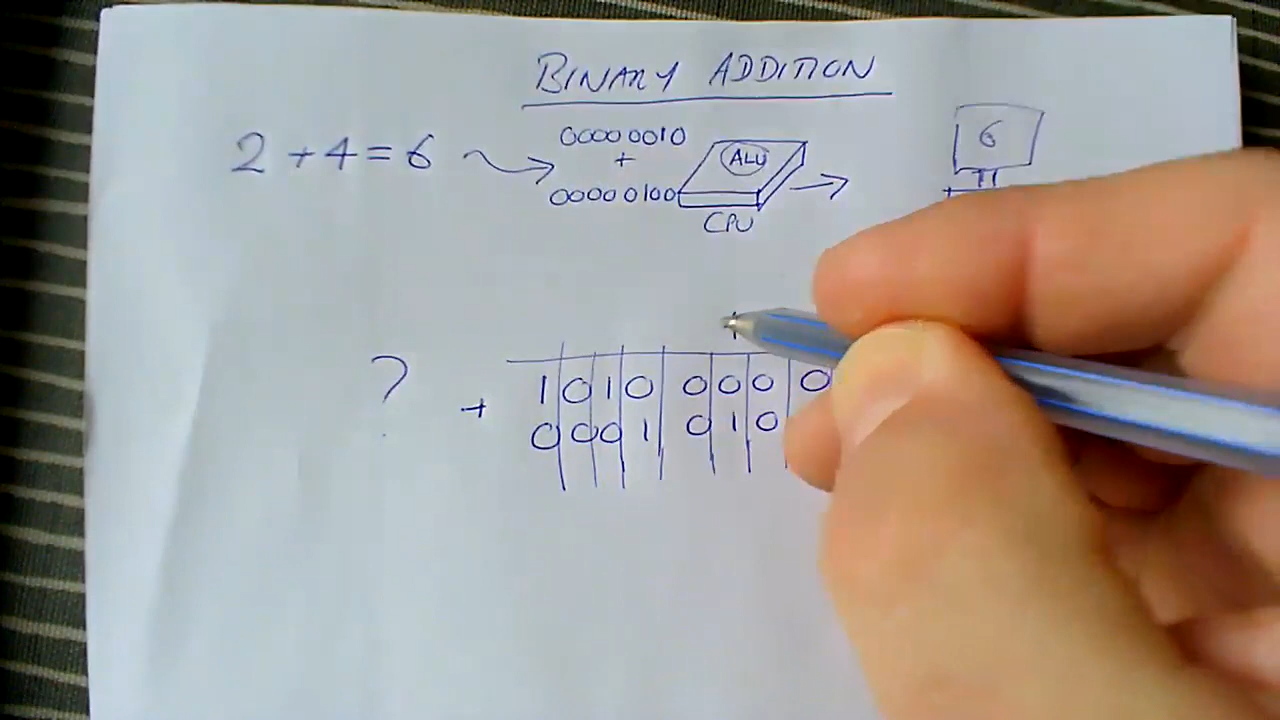 BINARY ADDITION
2 + 4 = 6
00000010
+
00000100
ALU
CPU
6
?
+
1010 0000
0001 010